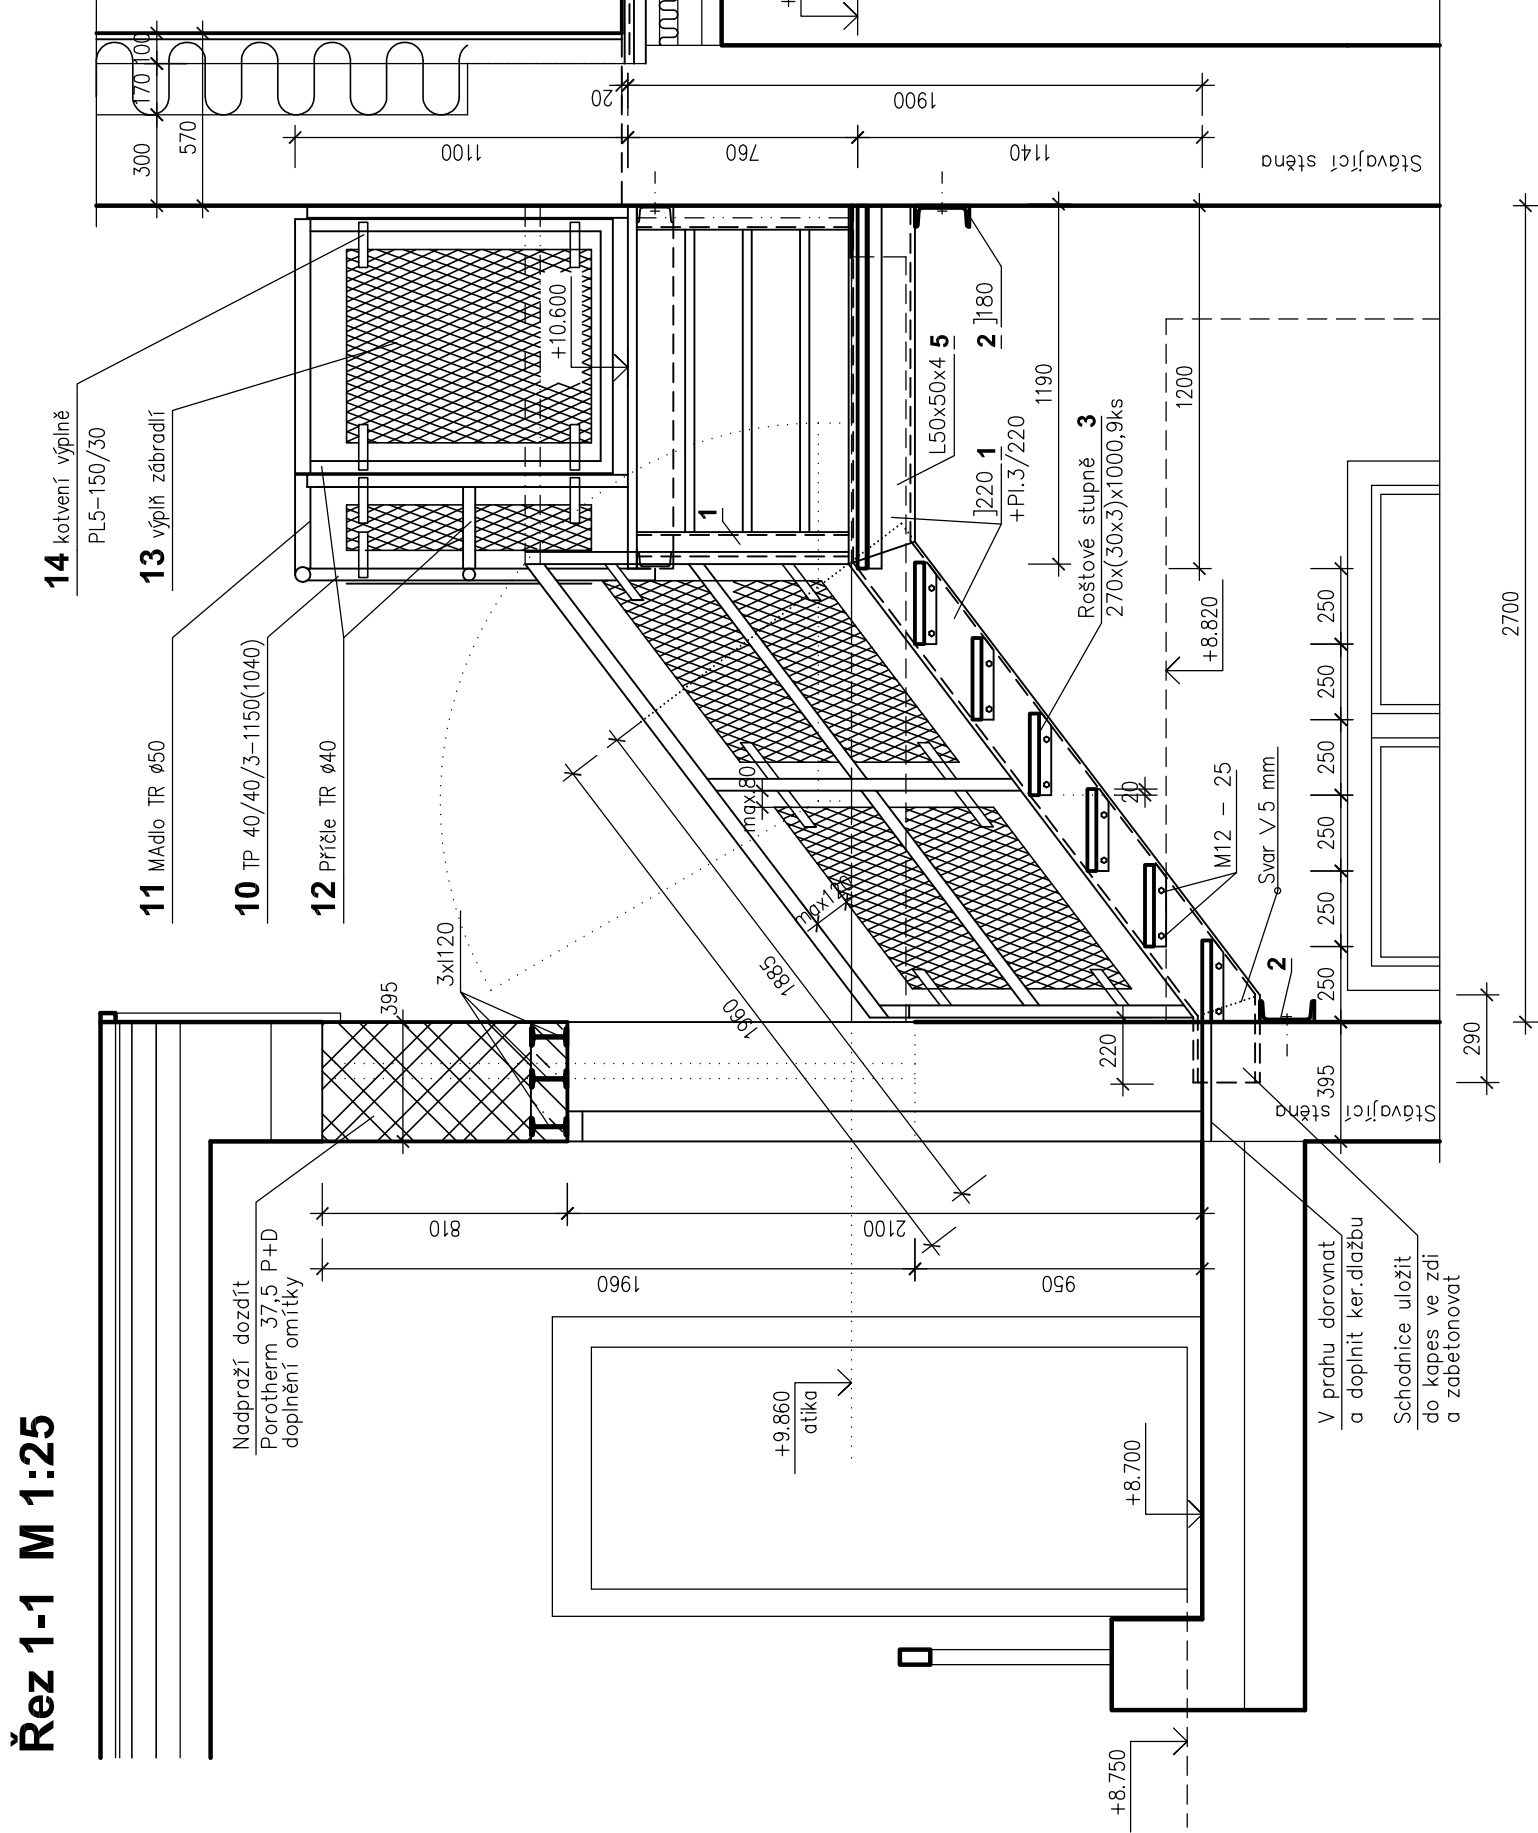 Řez 1-1  M 1:25
14 kotvení výplně
PL5-150/30
13 výplň zábradlí
11 MAdlo TR ø50
10 TP 40/40/3-1150(1040)
12 Příčle TR ø40
3xI120
395
Nadpraží dozdít
Porotherm 37,5 P+D
doplnění omítky
810
2100
1960
950
+9.860
atika
+8.700
+8.750
V prahu dorovnat
a doplnit ker.dlažbu
Schodnice uložit
do kapes ve zdi
a zabetonovat
Stávající stěna
395
290
220
1960
1885
max120
max.80
20
M12 - 25
Svar V 5 mm
2
250
250
250
250
250
250
2700
+8.820
1200
1190
Roštové stupně 3
270x(30x3)x1000,9ks
]220 1
+Pl.3/220
L50x50x4 5
2 ]180
1
+10.600
300
170
100
570
1100
760
1140
20
1900
Stávající stěna